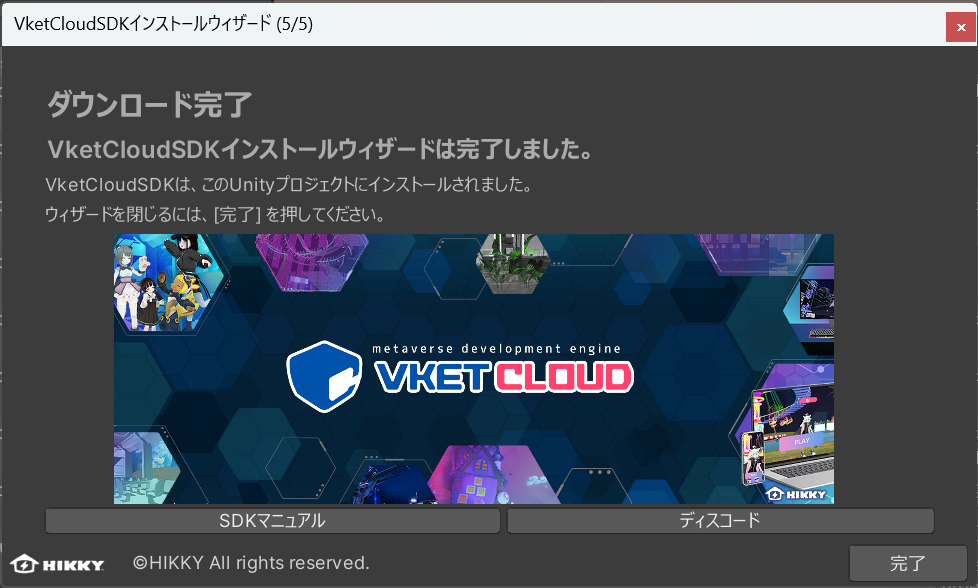 VketCloudSDKインストールウィザード (5/5)
ダウンロード完了
VketCloudSDKインストールウィザードは完了しました。
VketCloudSDKは、このUnityプロジェクトにインストールされました。
ウィザードを閉じるには、[完了] を押してください。
metaverse development engine
VKET CLOUD
PLAY
HIKKY
SDKマニュアル
ディスコード
HIKKY
©HIKKY All rights reserved.
完了